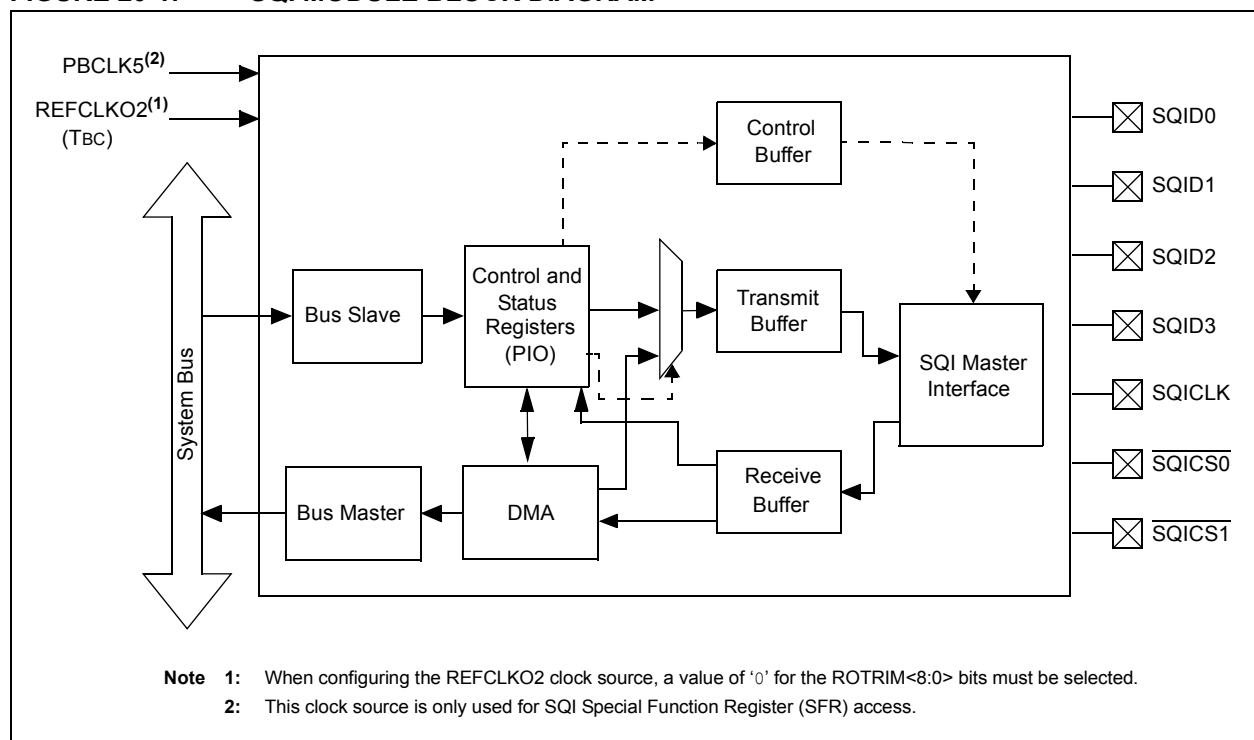 PBCLK5(2)
REFCLKO2(1)
(TBC)
System Bus
Bus Slave
Bus Master
Control and
Status
Registers
(PIO)
DMA
Control
Buffer
Transmit
Buffer
Receive
Buffer
SQI Master
Interface
SQID0
SQID1
SQID2
SQID3
SQICLK
SQICS0
SQICS1
Note 1: When configuring the REFCLKO2 clock source, a value of ‘0’ for the ROTRIM<8:0> bits must be selected.
2: This clock source is only used for SQI Special Function Register (SFR) access.